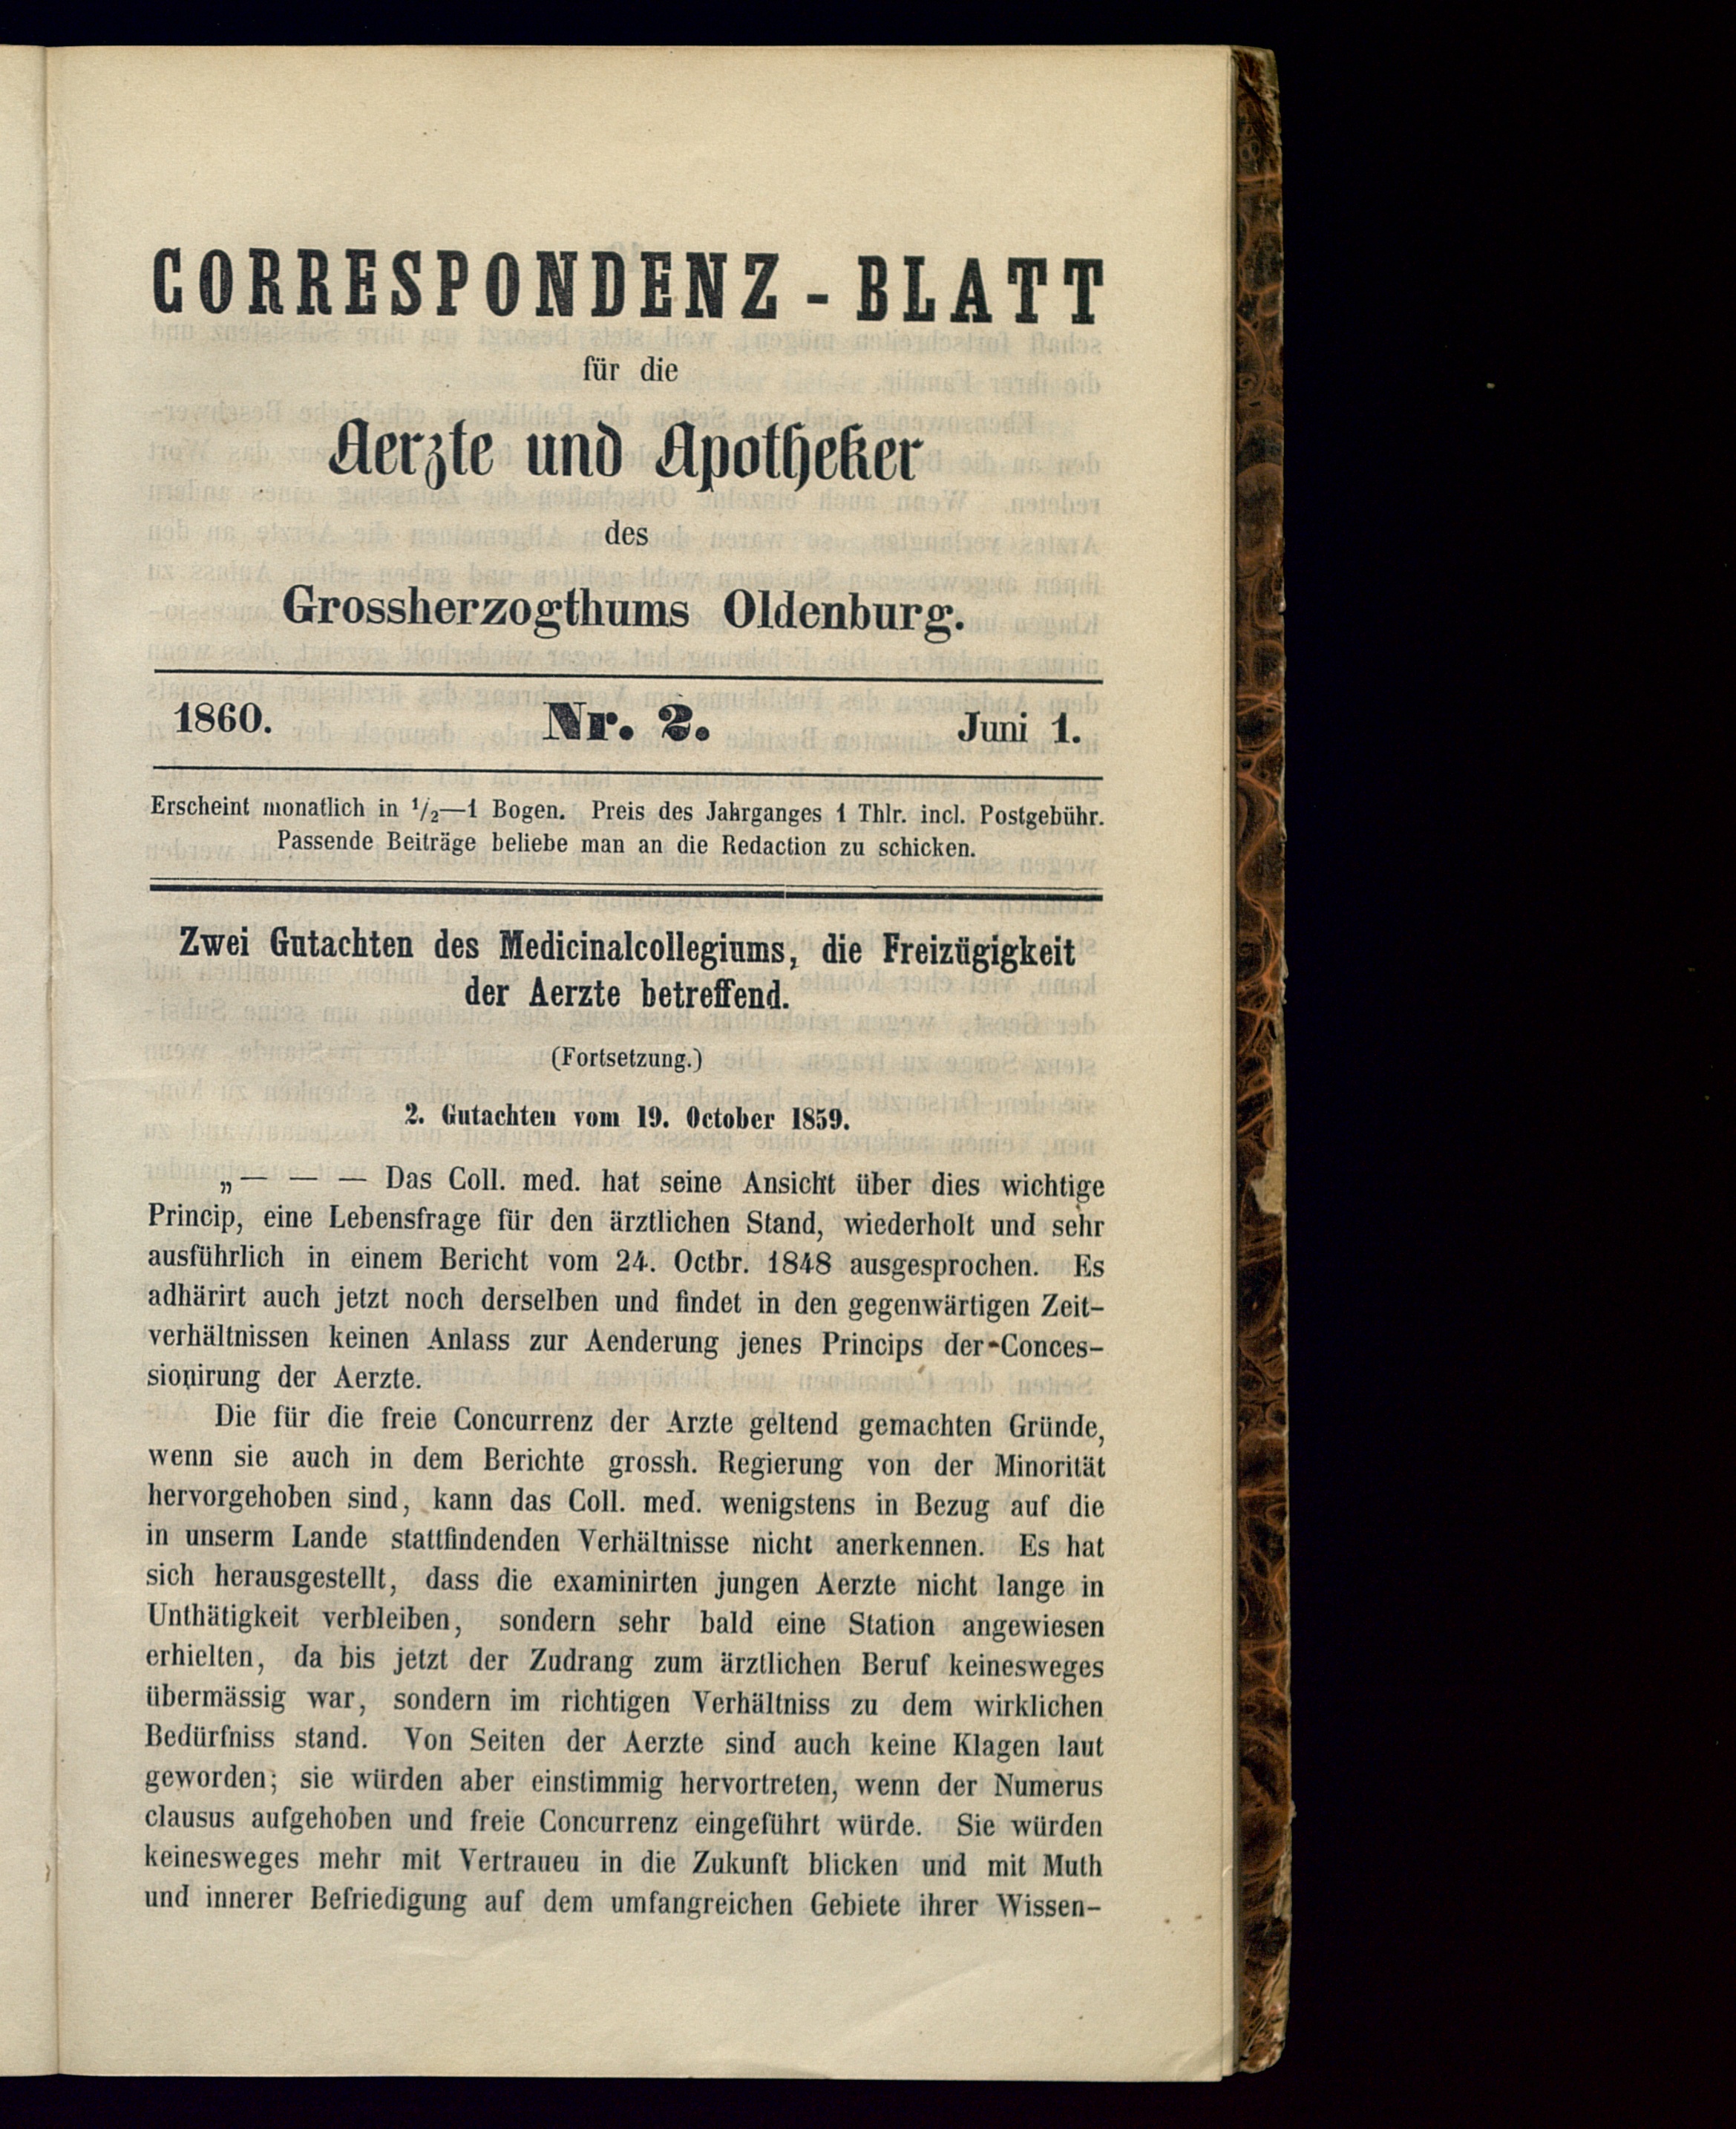 CORRESPONDENZ - BLATT
für die
Aerzte und Apotheker
des
Grossherzogthums Oldenburg.
1860. Nr. 2. Juni 1.
Erscheint monatlich in ¹/₂—1 Bogen. Preis des Jahrganges 1 Thlr. incl. Postgebühr.
Passende Beiträge beliebe man an die Redaction zu schicken.
Zwei Gutachten des Medicinalcollegiums, die Freizügigkeit
der Aerzte betreffend.
(Fortsetzung.)
2. Gutachten vom 19. October 1859.
„— — — Das Coll. med. hat seine Ansicht über dies wichtige
Princip, eine Lebensfrage für den ärztlichen Stand, wiederholt und sehr
ausführlich in einem Bericht vom 24. Octbr. 1848 ausgesprochen. Es
adhärirt auch jetzt noch derselben und findet in den gegenwärtigen Zeit-
verhältnissen keinen Anlass zur Aenderung jenes Princips der-Conces-
sionirung der Aerzte.
Die für die freie Concurrenz der Arzte geltend gemachten Gründe,
wenn sie auch in dem Berichte grossh. Regierung von der Minorität
hervorgehoben sind, kann das Coll. med. wenigstens in Bezug auf die
in unserm Lande stattfindenden Verhältnisse nicht anerkennen. Es hat
sich herausgestellt, dass die examinirten jungen Aerzte nicht lange in
Unthätigkeit verbleiben, sondern sehr bald eine Station angewiesen
erhielten, da bis jetzt der Zudrang zum ärztlichen Beruf keinesweges
übermässig war, sondern im richtigen Verhältniss zu dem wirklichen
Bedürfniss stand. Von Seiten der Aerzte sind auch keine Klagen laut
geworden; sie würden aber einstimmig hervortreten, wenn der Numerus
clausus aufgehoben und freie Concurrenz eingeführt würde. Sie würden
keinesweges mehr mit Vertraueu in die Zukunft blicken und mit Muth
und innerer Befriedigung auf dem umfangreichen Gebiete ihrer Wissen-